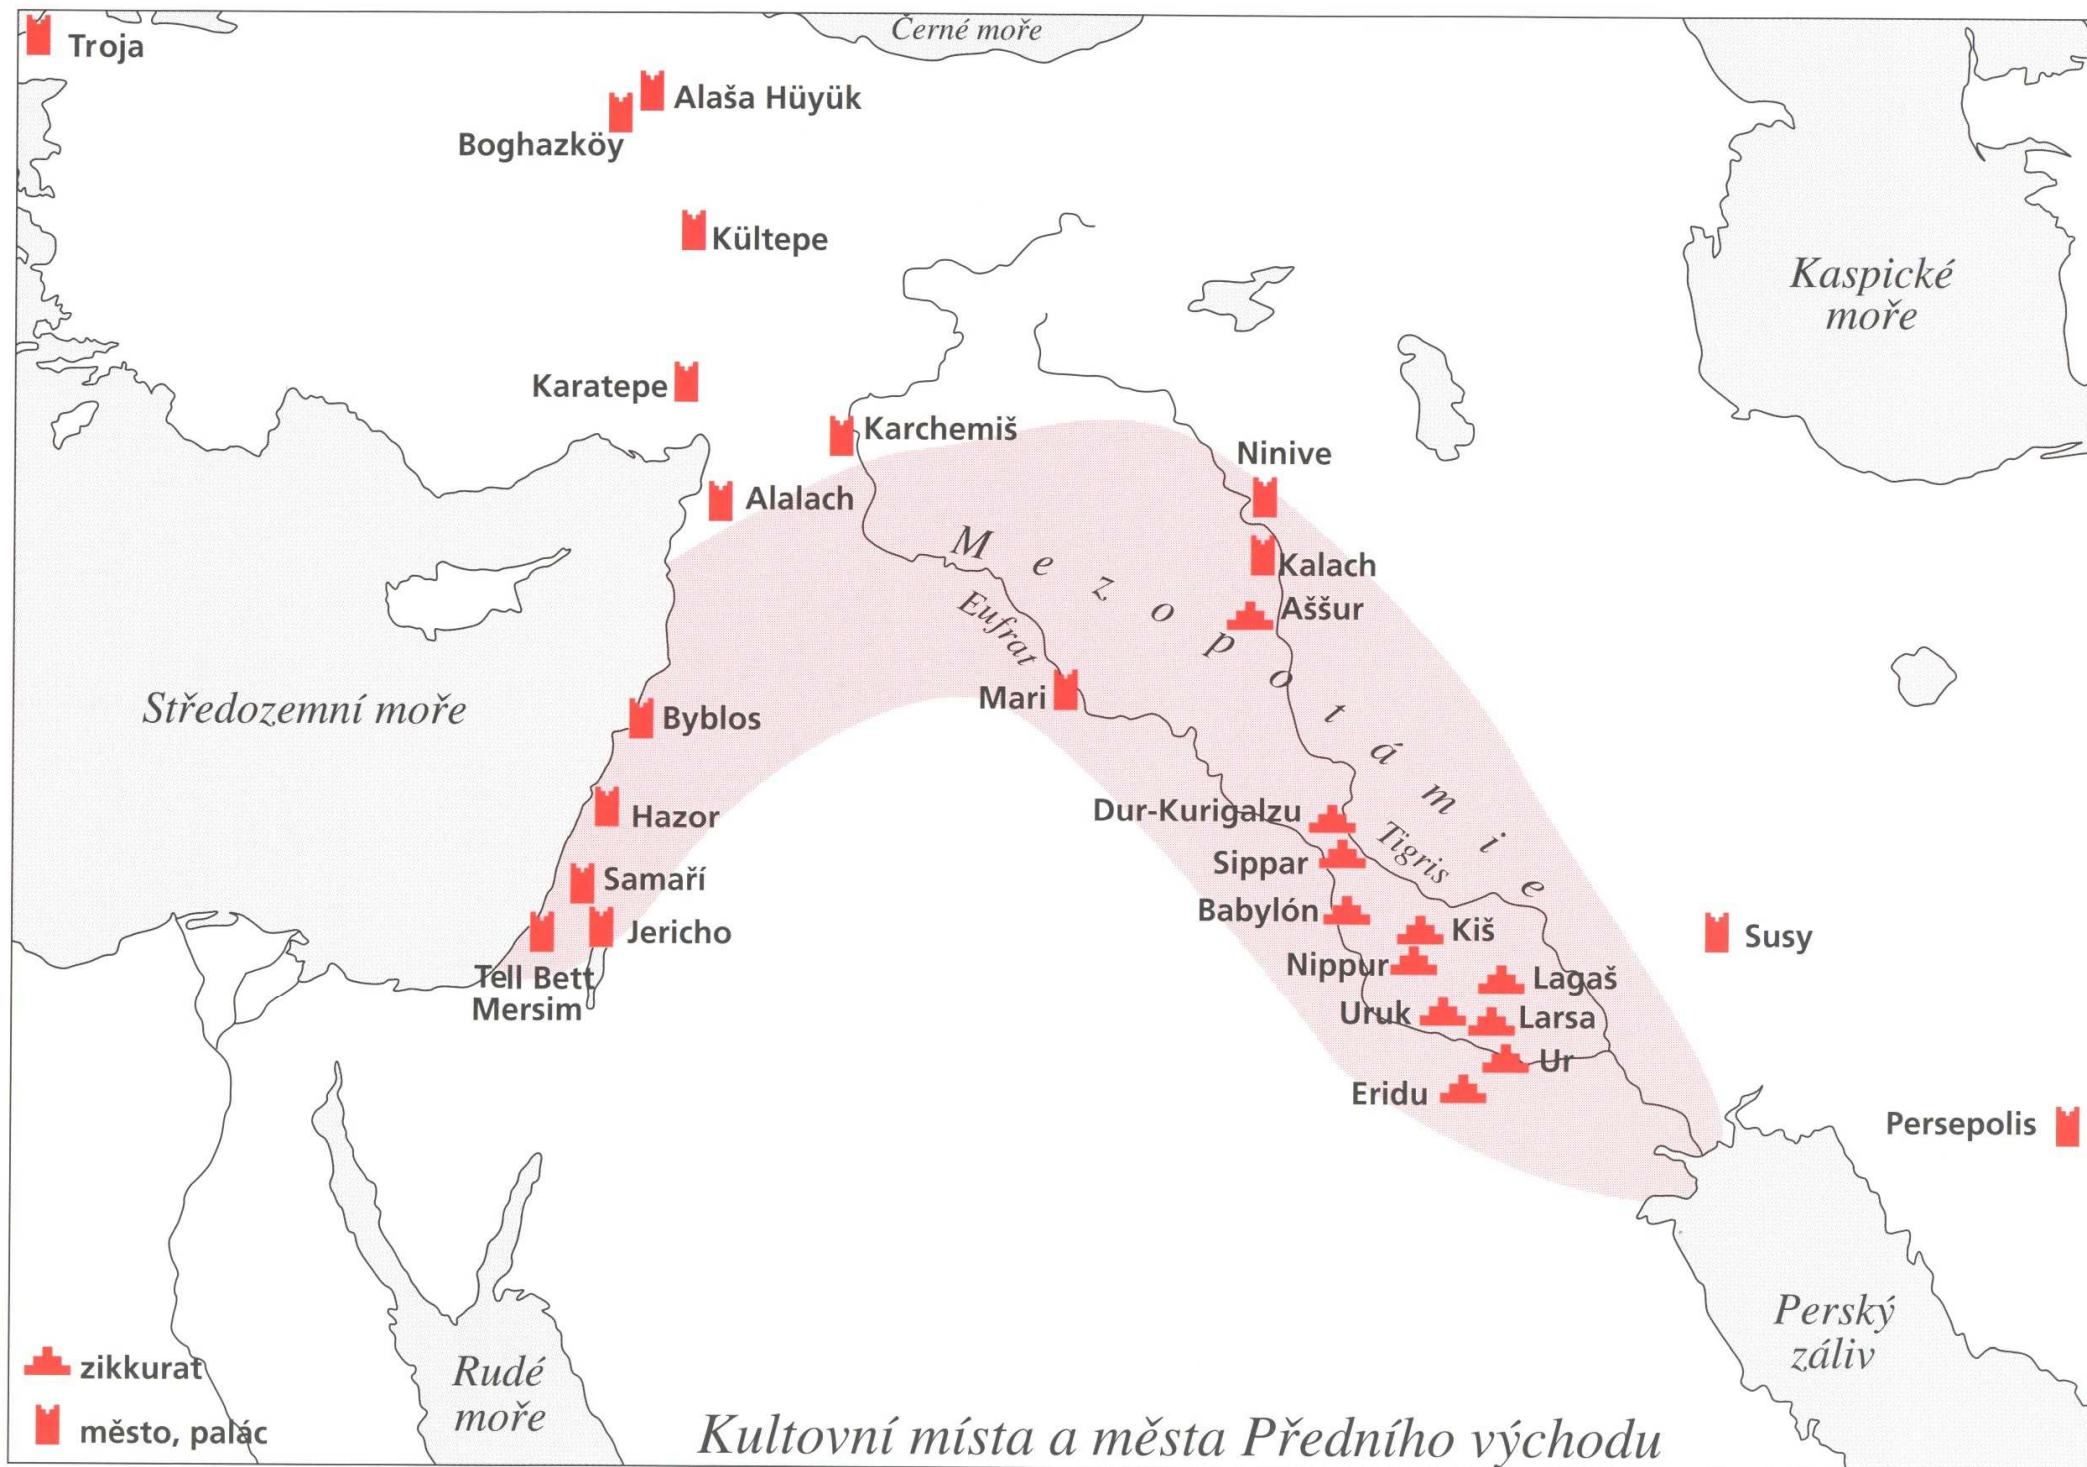 Černé moře
Troja
Alaša Hüyük
Boghazköy
Kültepe
Kaspické
moře
Karatepe
Karchemiš
Ninive
Alalach
Mezopotámie
Kalach
Aššur
Eufrat
Mari
Středozemní moře
Byblos
Dur-Kurigalzu
Hazor
Tigris
Sippar
Samaří
Babylón
Kiš
Jericho
Susy
Nippur
Lagaš
Tell Bett
Mersim
Uruk
Larsa
Ur
Eridu
Persepolis
Perský
záliv
zikkurat
Rudé
moře
město, palác
Kultovní místa a města Předního východu